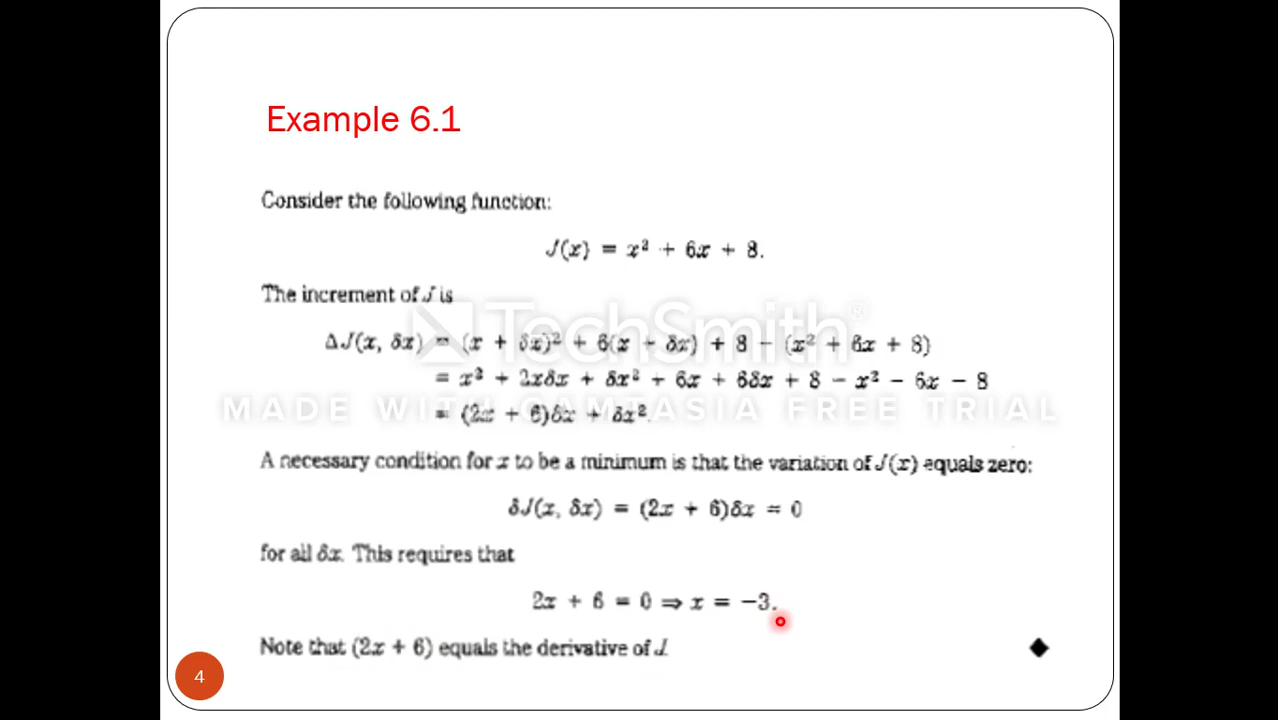 Example 6.1
Consider the following function:
J(x) = x² + 6x + 8.
The increment of J is
ΔJ(x, δx) = (x + δx)² + 6(x + δx) + 8 − (x² + 6x + 8)
= x² + 2xδx + δx² + 6x + 6δx + 8 − x² − 6x − 8
= (2x + 6)δx + δx².
A necessary condition for x to be a minimum is that the variation of J(x) equals zero:
δJ(x, δx) = (2x + 6)δx = 0
for all δx. This requires that
2x + 6 = 0 ⇒ x = −3.
Note that (2x + 6) equals the derivative of J.
4
TechSmith®
MADE WITH CAMTASIA FREE TRIAL